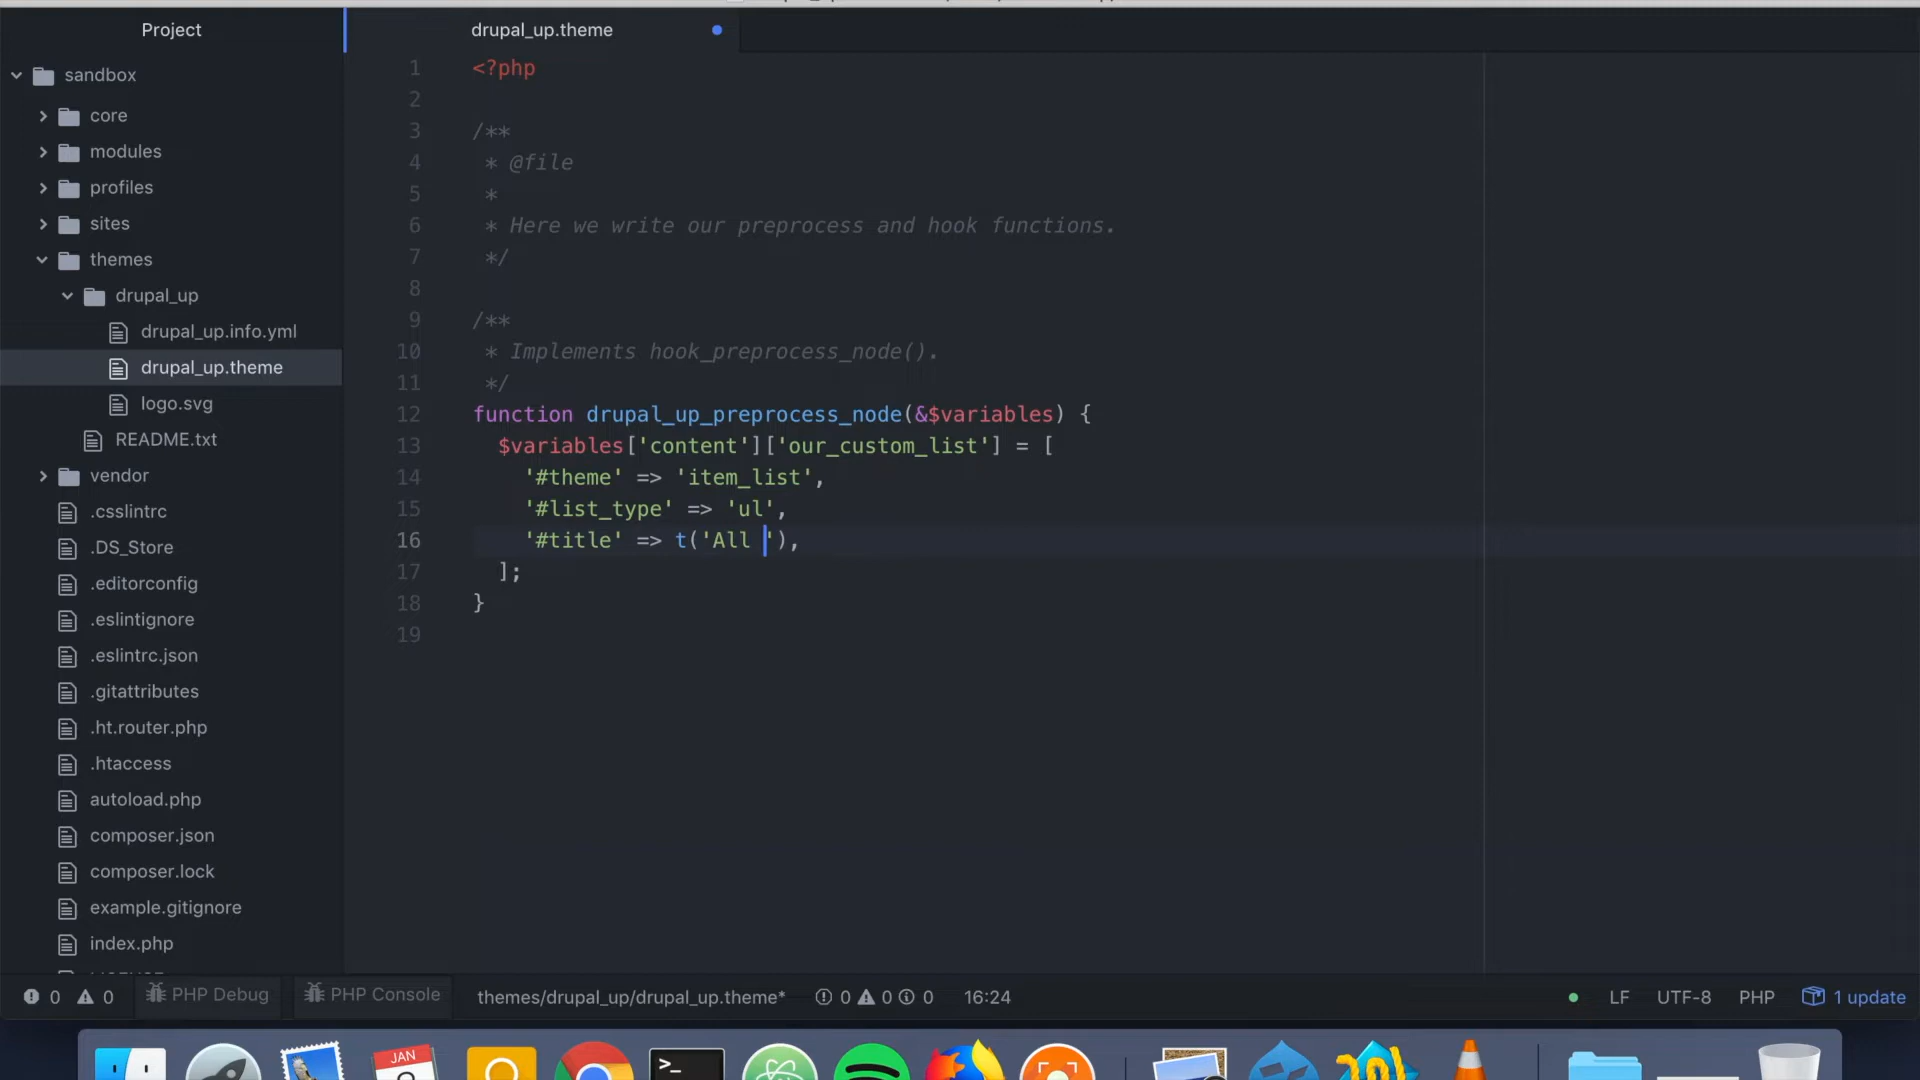 Project
drupal_up.theme
sandbox
core
modules
profiles
sites
themes
drupal_up
drupal_up.info.yml
drupal_up.theme
logo.svg
README.txt
vendor
.csslintrc
.DS_Store
.editorconfig
.eslintignore
.eslintrc.json
.gitattributes
.ht.router.php
.htaccess
autoload.php
composer.json
composer.lock
example.gitignore
index.php
1 <?php
2
3 /**
4 * @file
5 *
6 * Here we write our preprocess and hook functions.
7 */
8
9 /**
10 * Implements hook_preprocess_node().
11 */
12 function drupal_up_preprocess_node(&$variables) {
13 $variables['content']['our_custom_list'] = [
14 '#theme' => 'item_list',
15 '#list_type' => 'ul',
16 '#title' => t('All '),
17 ];
18 }
19
0 0 PHP Debug PHP Console themes/drupal_up/drupal_up.theme* 0 0 0 16:24 LF UTF-8 PHP 1 update
JAN
>_